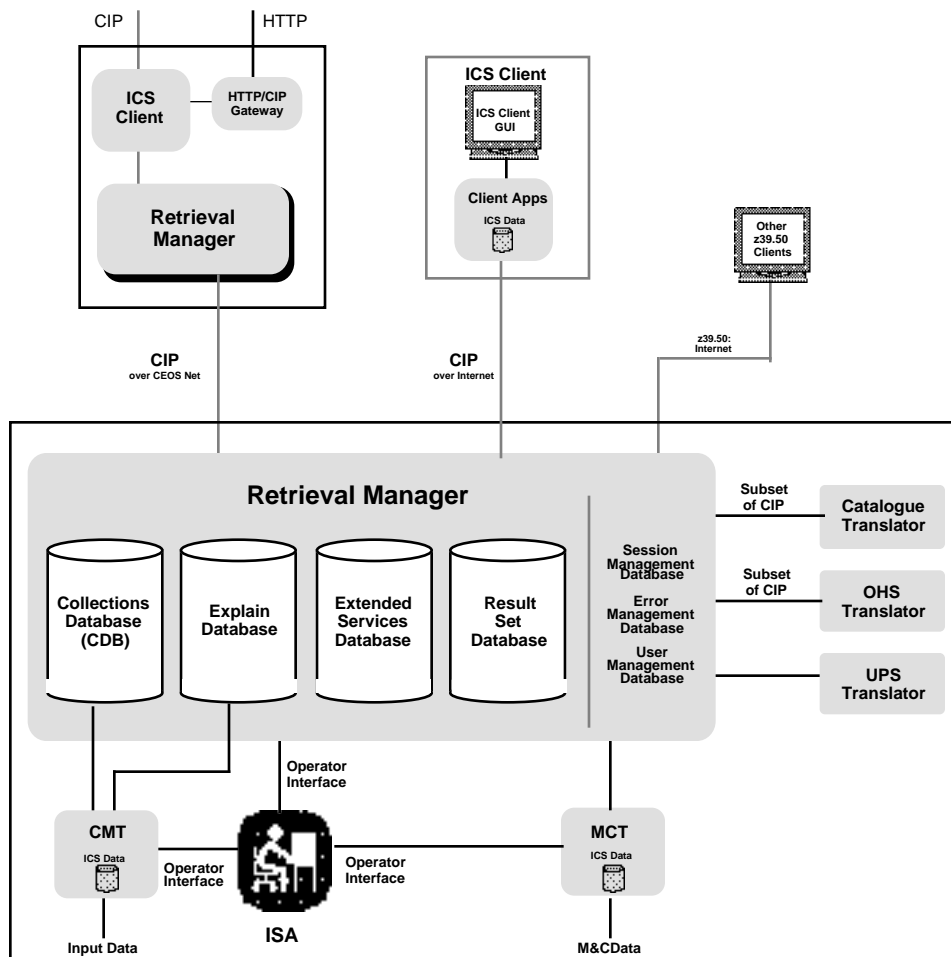 CIP
HTTP
ICS
Client
HTTP/CIP
Gateway
Retrieval
Manager
ICS Client
ICS Client
GUI
Client Apps
ICS Data
Other
z39.50
Clients
CIP
over CEOS Net
CIP
over Internet
z39.50:
Internet
Retrieval Manager
Collections
Database
(CDB)
Explain
Database
Extended
Services
Database
Result
Set
Database
Session
Management
Database
Error
Management
Database
User
Management
Database
Subset
of CIP
Catalogue
Translator
Subset
of CIP
OHS
Translator
UPS
Translator
Operator
Interface
CMT
ICS Data
Operator
Interface
ISA
Operator
Interface
MCT
ICS Data
Input Data
M&CData